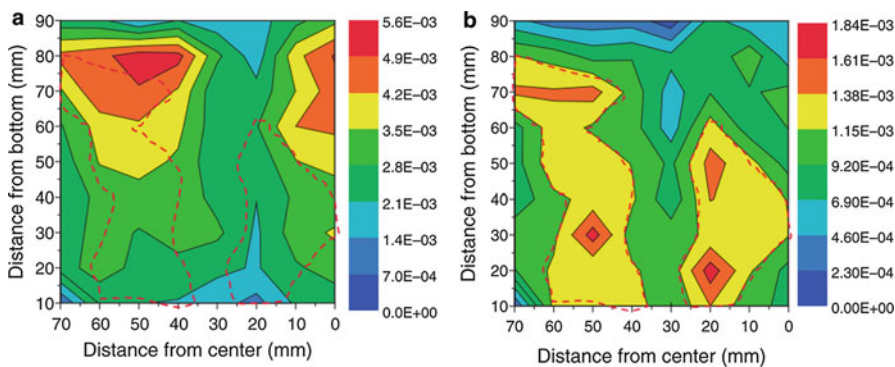 a
Distance from bottom (mm)
90
80
70
60
50
40
30
20
10
70 60 50 40 30 20 10 0
Distance from center (mm)
5.6E−03
4.9E−03
4.2E−03
3.5E−03
2.8E−03
2.1E−03
1.4E−03
7.0E−04
0.0E+00
b
Distance from bottom (mm)
90
80
70
60
50
40
30
20
10
70 60 50 40 30 20 10 0
Distance from center (mm)
1.84E−03
1.61E−03
1.38E−03
1.15E−03
9.20E−04
6.90E−04
4.60E−04
2.30E−04
0.00E+00